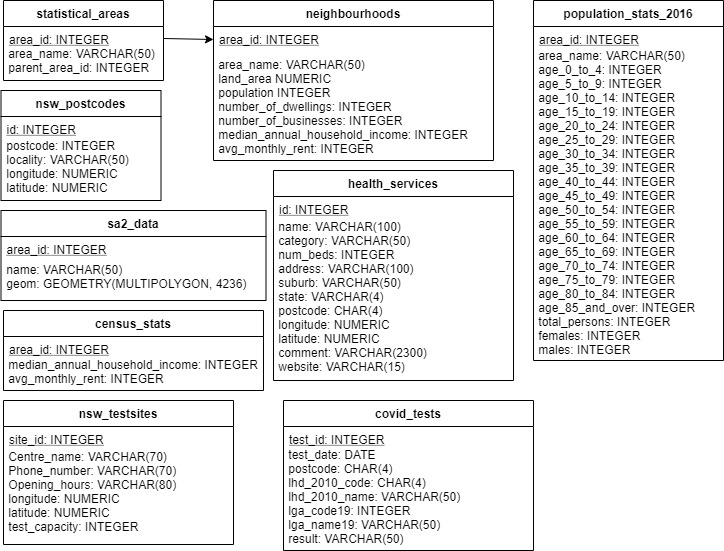 statistical_areas
area_id: INTEGER
area_name: VARCHAR(50)
parent_area_id: INTEGER
neighbourhoods
area_id: INTEGER
area_name: VARCHAR(50)
land_area NUMERIC
population INTEGER
number_of_dwellings: INTEGER
number_of_businesses: INTEGER
median_annual_household_income: INTEGER
avg_monthly_rent: INTEGER
population_stats_2016
area_id: INTEGER
area_name: VARCHAR(50)
age_0_to_4: INTEGER
age_5_to_9: INTEGER
age_10_to_14: INTEGER
age_15_to_19: INTEGER
age_20_to_24: INTEGER
age_25_to_29: INTEGER
age_30_to_34: INTEGER
age_35_to_39: INTEGER
age_40_to_44: INTEGER
age_45_to_49: INTEGER
age_50_to_54: INTEGER
age_55_to_59: INTEGER
age_60_to_64: INTEGER
age_65_to_69: INTEGER
age_70_to_74: INTEGER
age_75_to_79: INTEGER
age_80_to_84: INTEGER
age_85_and_over: INTEGER
total_persons: INTEGER
females: INTEGER
males: INTEGER
nsw_postcodes
id: INTEGER
postcode: INTEGER
locality: VARCHAR(50)
longitude: NUMERIC
latitude: NUMERIC
health_services
id: INTEGER
name: VARCHAR(100)
category: VARCHAR(50)
num_beds: INTEGER
address: VARCHAR(100)
suburb: VARCHAR(50)
state: VARCHAR(4)
postcode: CHAR(4)
longitude: NUMERIC
latitude: NUMERIC
comment: VARCHAR(2300)
website: VARCHAR(15)
sa2_data
area_id: INTEGER
name: VARCHAR(50)
geom: GEOMETRY(MULTIPOLYGON, 4236)
census_stats
area_id: INTEGER
median_annual_household_income: INTEGER
avg_monthly_rent: INTEGER
nsw_testsites
site_id: INTEGER
Centre_name: VARCHAR(70)
Phone_number: VARCHAR(70)
Opening_hours: VARCHAR(80)
longitude: NUMERIC
latitude: NUMERIC
test_capacity: INTEGER
covid_tests
test_id: INTEGER
test_date: DATE
postcode: CHAR(4)
lhd_2010_code: CHAR(4)
lhd_2010_name: VARCHAR(50)
lga_code19: INTEGER
lga_name19: VARCHAR(50)
result: VARCHAR(50)